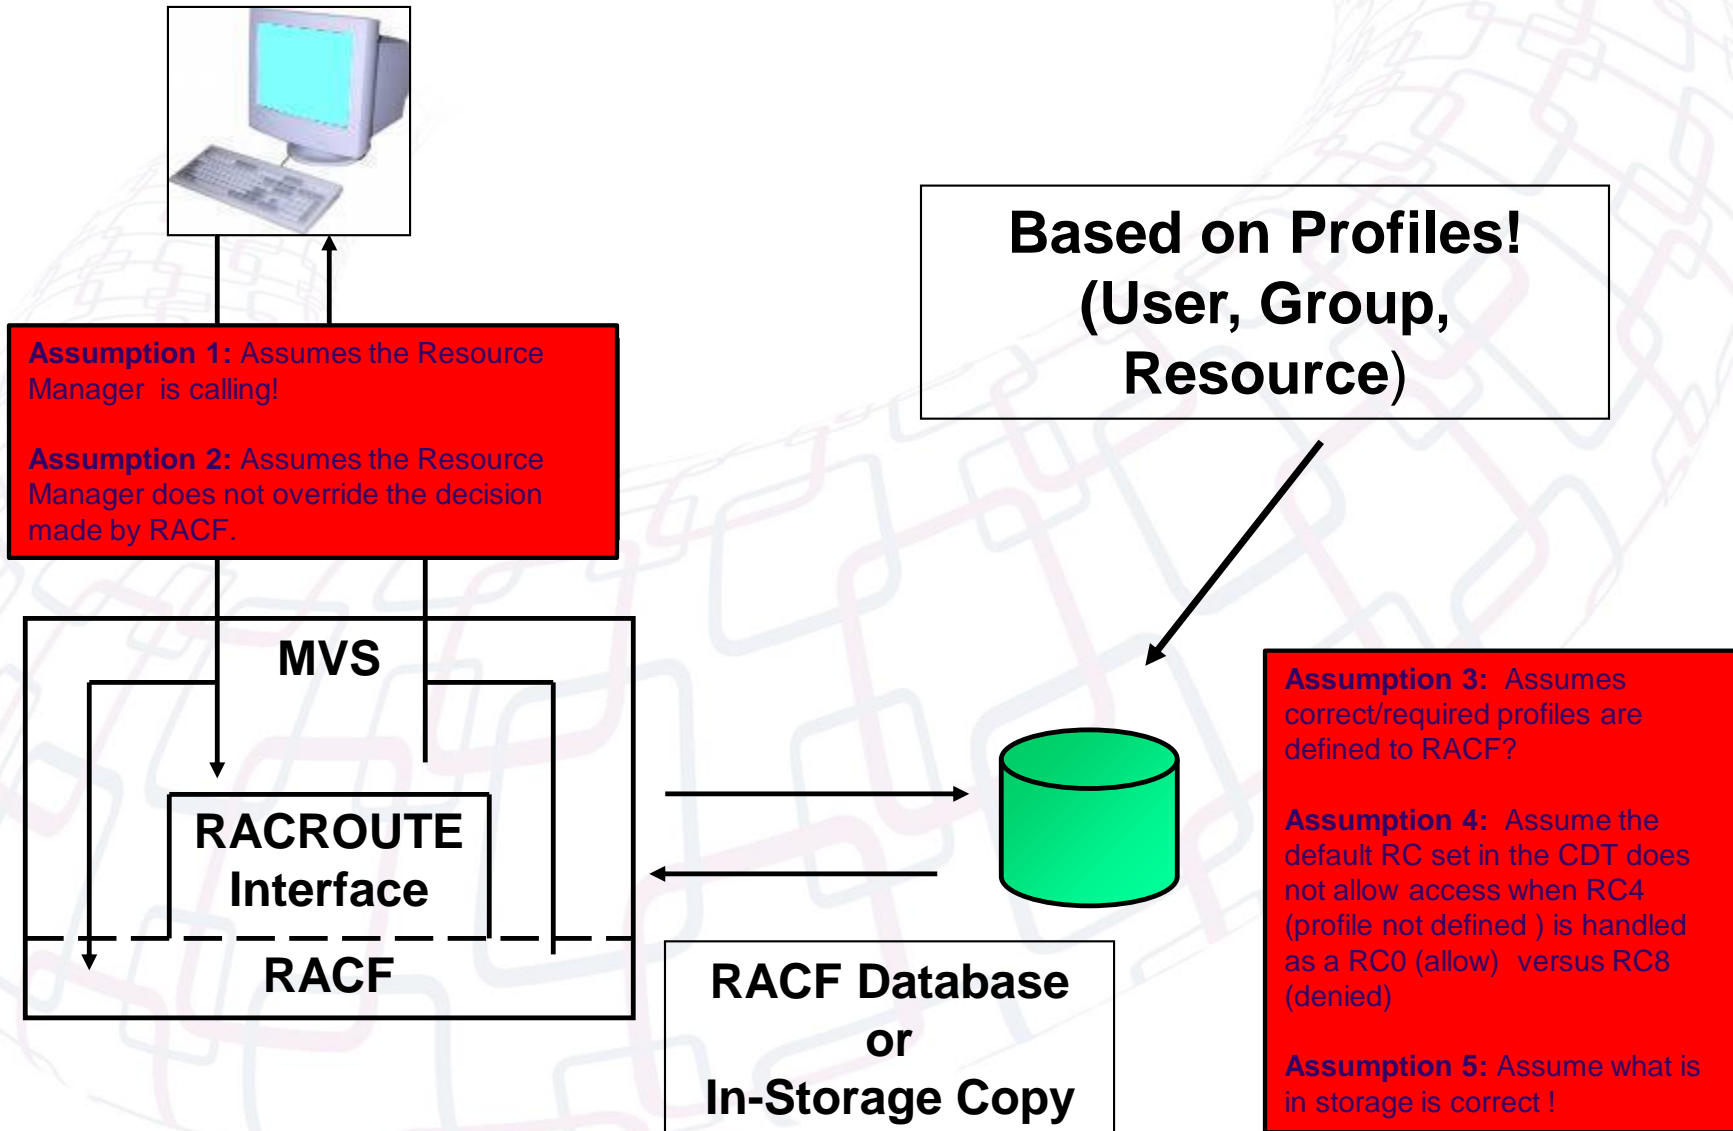 Assumption 1: Assumes the Resource
Manager  is calling!
Assumption 2: Assumes the Resource
Manager does not override the decision
made by RACF.
Based on Profiles!
(User, Group,
Resource)
MVS
RACROUTE
Interface
RACF
RACF Database
or
In-Storage Copy
Assumption 3:  Assumes
correct/required profiles are
defined to RACF?
Assumption 4:  Assume the
default RC set in the CDT does
not allow access when RC4
(profile not defined ) is handled
as a RC0 (allow)  versus RC8
(denied)
Assumption 5: Assume what is
in storage is correct !